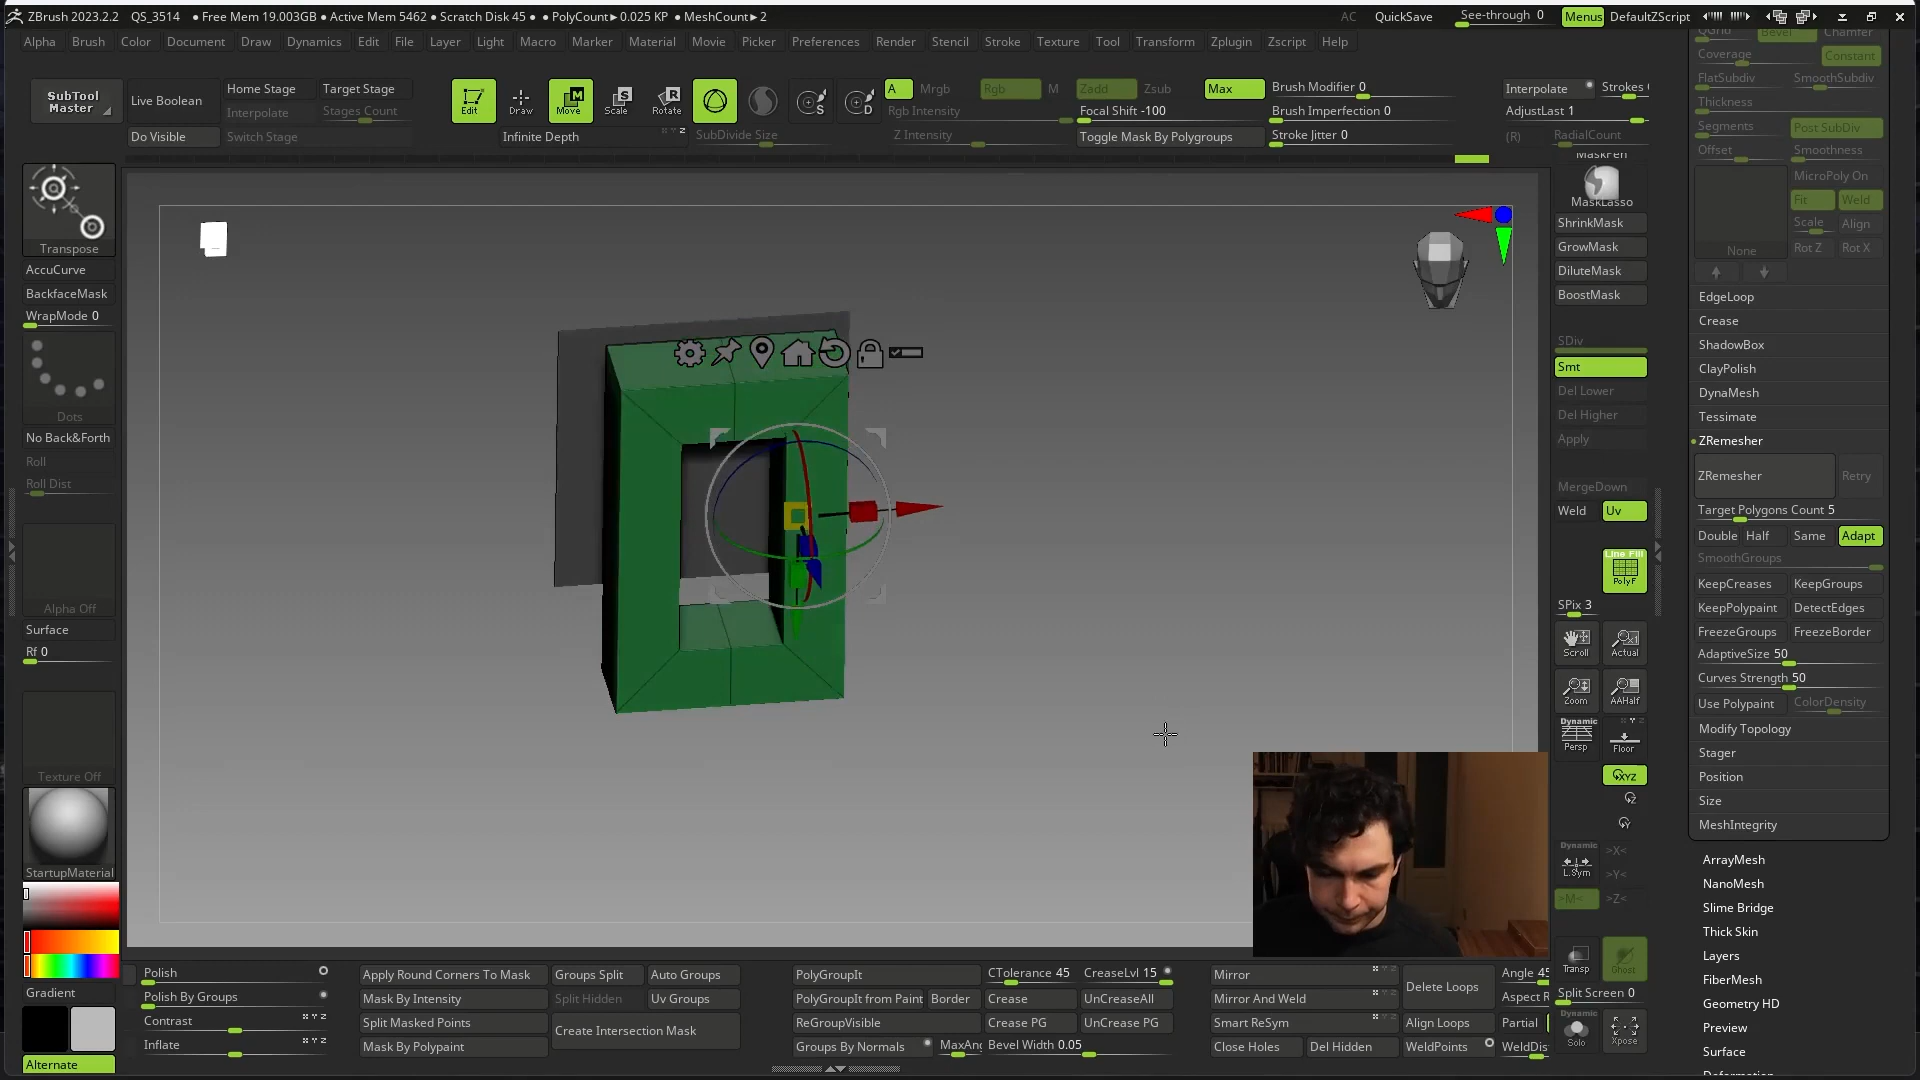 ZBrush 2023.2.2 QS_3514 ● Free Mem 19.003GB ● Active Mem 5462 ● Scratch Disk 45 ● ● PolyCount► 0.025 KP ● MeshCount► 2 AC QuickSave See-through 0 Menus DefaultZScript
Alpha Brush Color Document Draw Dynamics Edit File Layer Light Macro Marker Material Movie Picker Preferences Render Stencil Stroke Texture Tool Transform Zplugin Zscript Help
SubTool
Master
Live Boolean Home Stage Target Stage
Interpolate Stages Count
Do Visible Switch Stage
Edit Draw Move Scale Rotate
Infinite Depth SubDivide Size
A Mrgb Rgb M Zadd Zsub Max Brush Modifier 0 Interpolate Strokes
Rgb Intensity Focal Shift -100 Brush Imperfection 0 AdjustLast 1
Z Intensity Toggle Mask By Polygroups Stroke Jitter 0 (R) RadialCount
Transpose
AccuCurve
BackfaceMask
WrapMode 0
Dots
No Back&Forth
Roll
Roll Dist
Alpha Off
Surface
Rf 0
Texture Off
StartupMaterial
Gradient
Alternate
MaskPen
MaskLasso
ShrinkMask
GrowMask
DiluteMask
BoostMask
SDiv
Smt
Del Lower
Del Higher
Apply
MergeDown
Weld Uv
Line Fill
PolyF
SPix 3
Scroll Actual
Zoom AAHalf
Dynamic
Persp Floor
XYZ
Dynamic
L.Sym >X<
>Y<
>M< >Z<
Transp Ghost
Split Screen 0
Dynamic
Solo Xpose
QGrid Bevel Chamfer
Coverage Constant
FlatSubdiv SmoothSubdiv
Thickness
Segments Post SubDiv
Offset Smoothness
MicroPoly On
Fit Weld
Scale Align
None Rot Z Rot X
EdgeLoop
Crease
ShadowBox
ClayPolish
DynaMesh
Tessimate
ZRemesher
ZRemesher Retry
Target Polygons Count 5
Double Half Same Adapt
SmoothGroups
KeepCreases KeepGroups
KeepPolypaint DetectEdges
FreezeGroups FreezeBorder
AdaptiveSize 50
Curves Strength 50
Use Polypaint ColorDensity
Modify Topology
Stager
Position
Size
MeshIntegrity
ArrayMesh
NanoMesh
Slime Bridge
Thick Skin
Layers
FiberMesh
Geometry HD
Preview
Surface
Polish Apply Round Corners To Mask Groups Split Auto Groups PolyGroupIt CTolerance 45 CreaseLvl 15 Mirror Delete Loops Angle 45
Polish By Groups Mask By Intensity Split Hidden Uv Groups PolyGroupIt from Paint Border Crease UnCreaseAll Mirror And Weld Aspect R
Contrast Split Masked Points Create Intersection Mask ReGroupVisible Crease PG UnCrease PG Smart ReSym Align Loops Partial
Inflate Mask By Polypaint Groups By Normals MaxAng Bevel Width 0.05 Close Holes Del Hidden WeldPoints WeldDis